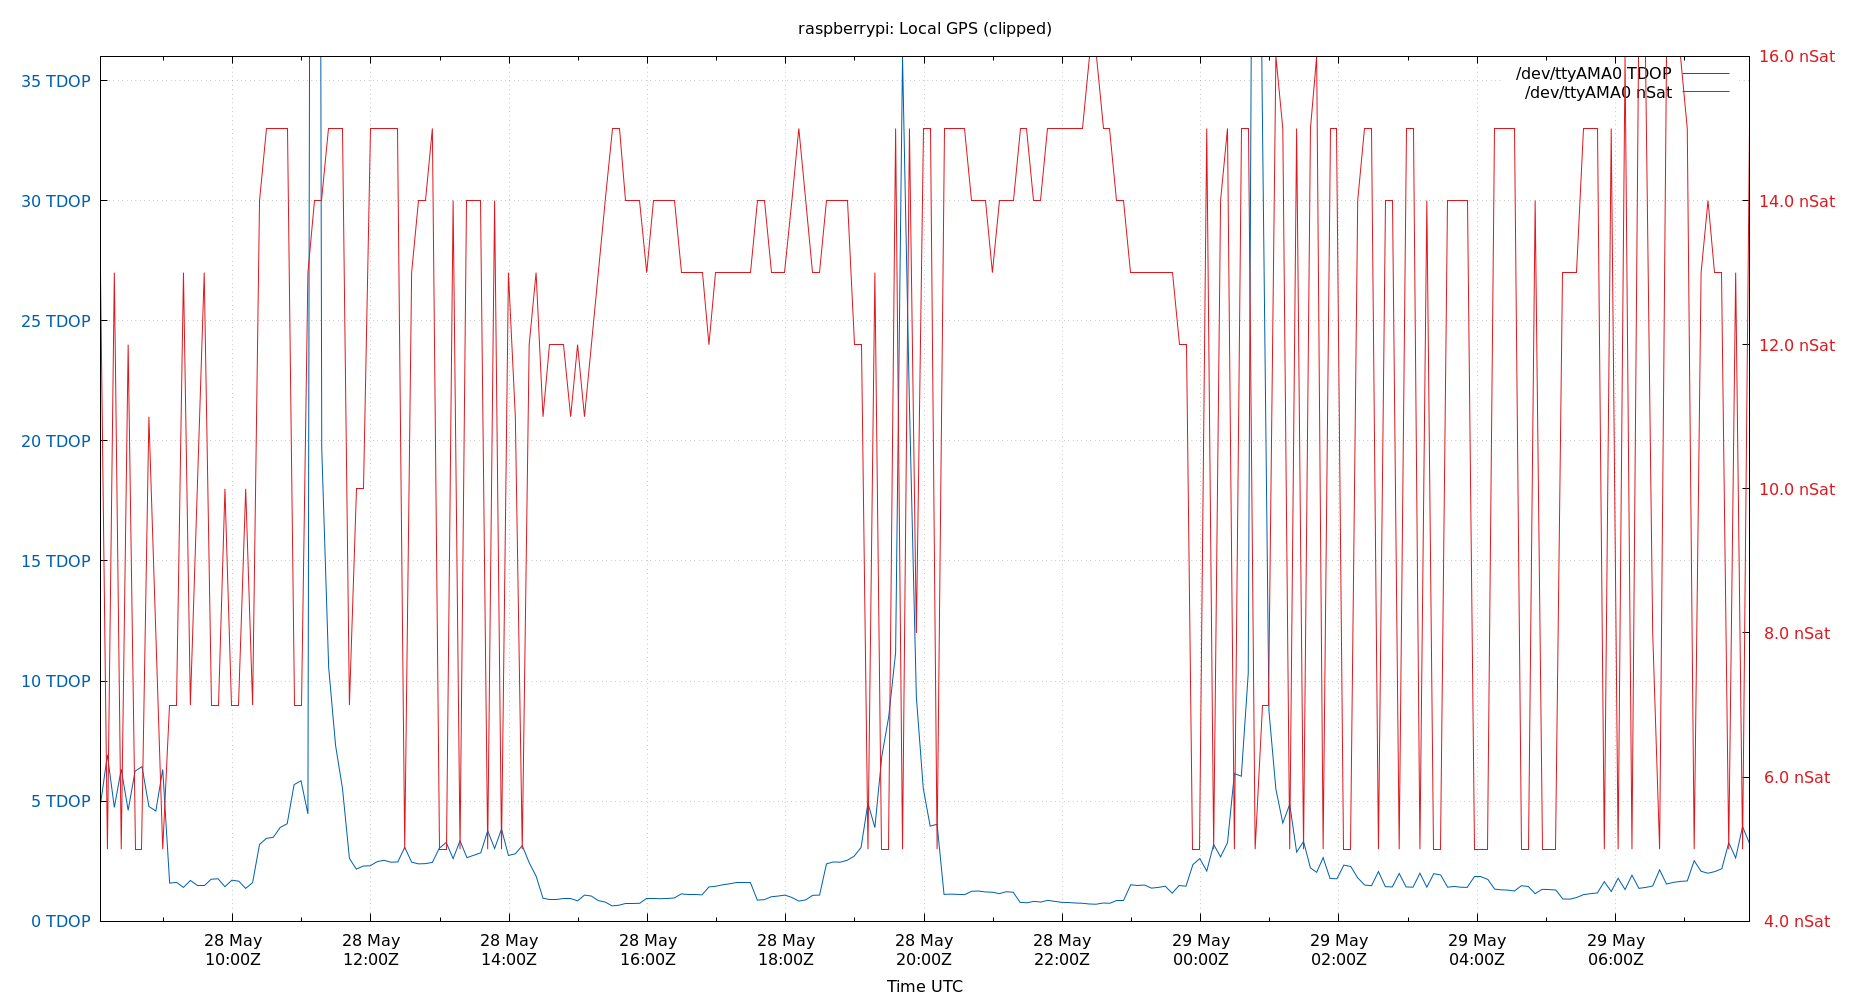 raspberrypi: Local GPS (clipped)
/dev/ttyAMA0 TDOP
/dev/ttyAMA0 nSat
35 TDOP
30 TDOP
25 TDOP
20 TDOP
15 TDOP
10 TDOP
5 TDOP
0 TDOP
16.0 nSat
14.0 nSat
12.0 nSat
10.0 nSat
8.0 nSat
6.0 nSat
4.0 nSat
28 May
10:00Z
28 May
12:00Z
28 May
14:00Z
28 May
16:00Z
28 May
18:00Z
28 May
20:00Z
28 May
22:00Z
29 May
00:00Z
29 May
02:00Z
29 May
04:00Z
29 May
06:00Z
Time UTC